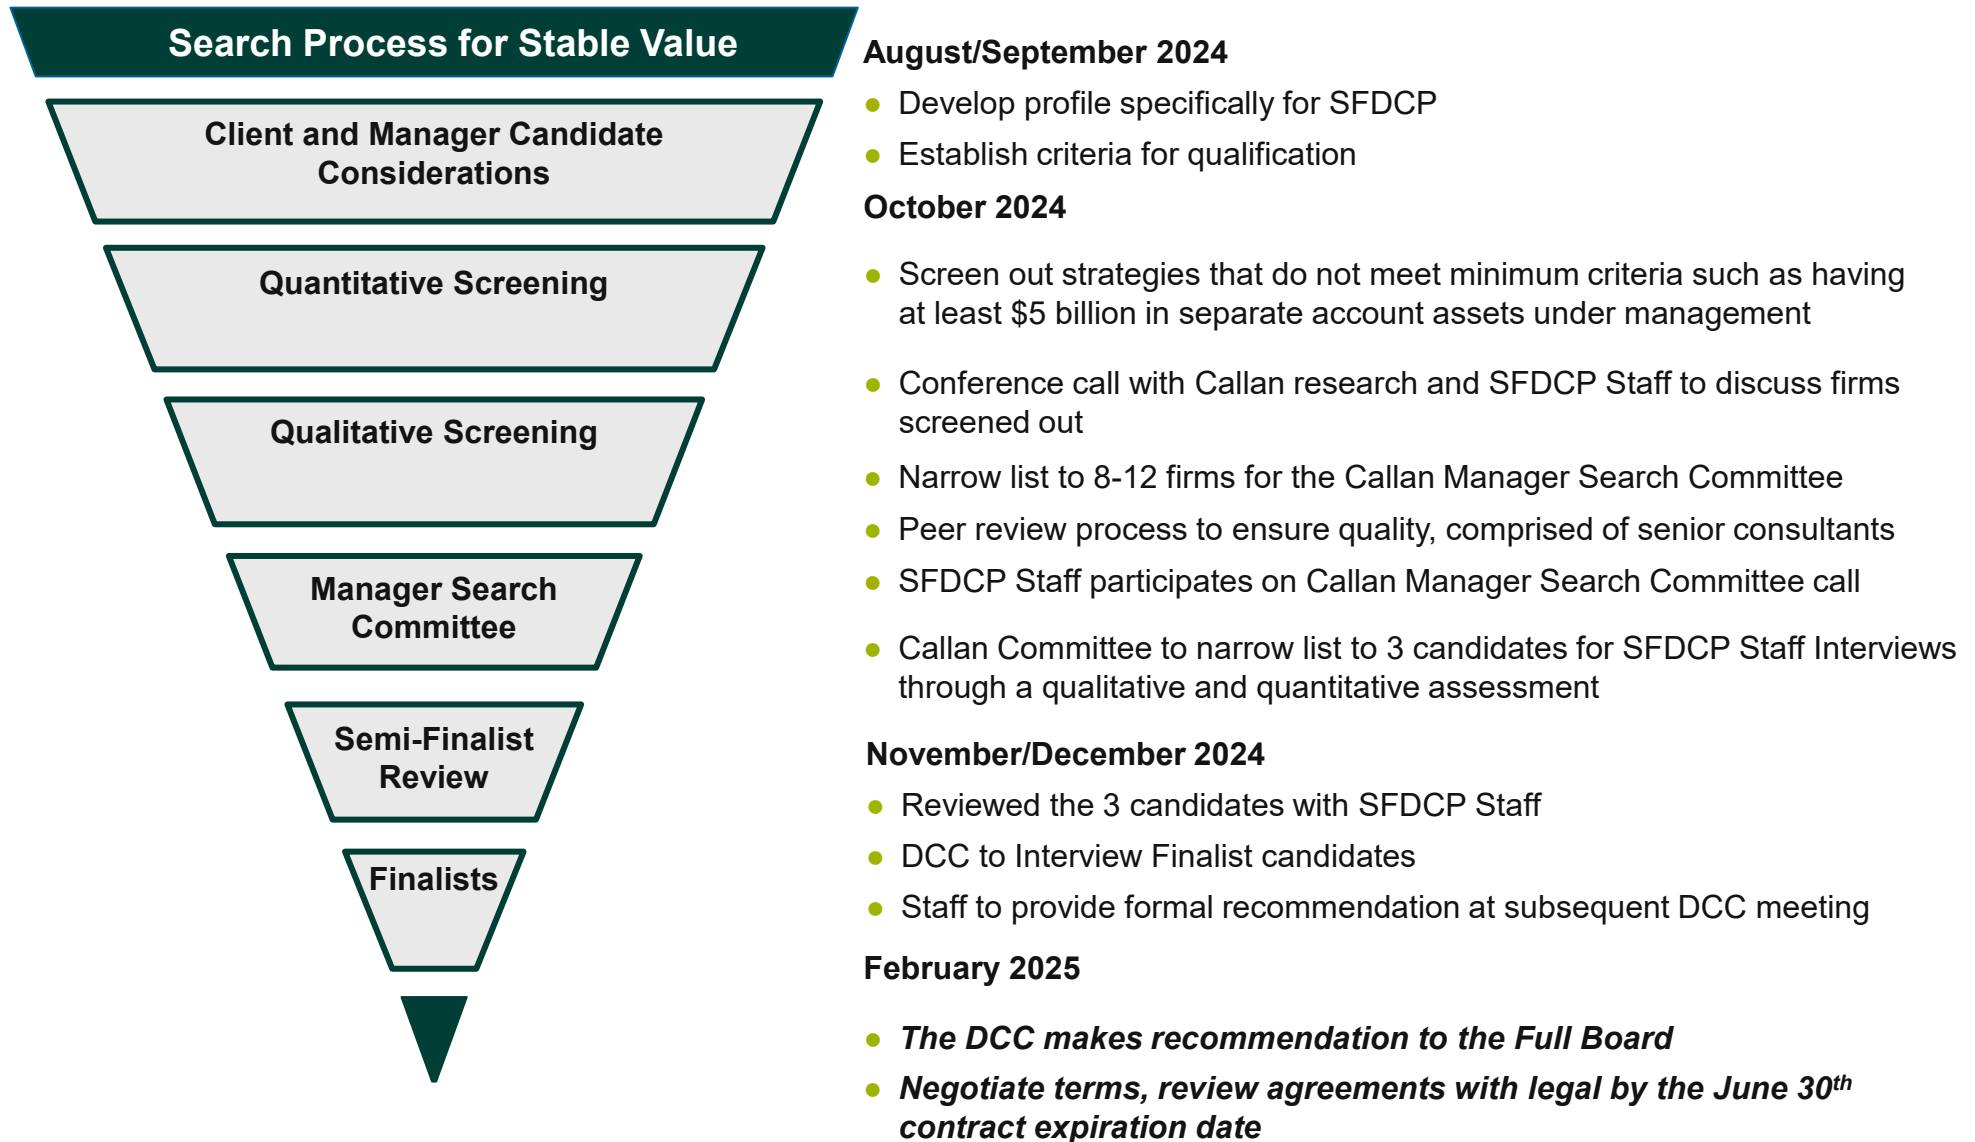 Search Process for Stable Value
Client and Manager Candidate
Considerations
Quantitative Screening
Qualitative Screening
Manager Search
Committee
Semi-Finalist
Review
Finalists
August/September 2024
● Develop profile specifically for SFDCP
● Establish criteria for qualification
October 2024
● Screen out strategies that do not meet minimum criteria such as having
at least $5 billion in separate account assets under management
● Conference call with Callan research and SFDCP Staff to discuss firms
screened out
● Narrow list to 8-12 firms for the Callan Manager Search Committee
● Peer review process to ensure quality, comprised of senior consultants
● SFDCP Staff participates on Callan Manager Search Committee call
● Callan Committee to narrow list to 3 candidates for SFDCP Staff Interviews
through a qualitative and quantitative assessment
November/December 2024
● Reviewed the 3 candidates with SFDCP Staff
● DCC to Interview Finalist candidates
● Staff to provide formal recommendation at subsequent DCC meeting
February 2025
● The DCC makes recommendation to the Full Board
● Negotiate terms, review agreements with legal by the June 30th
contract expiration date